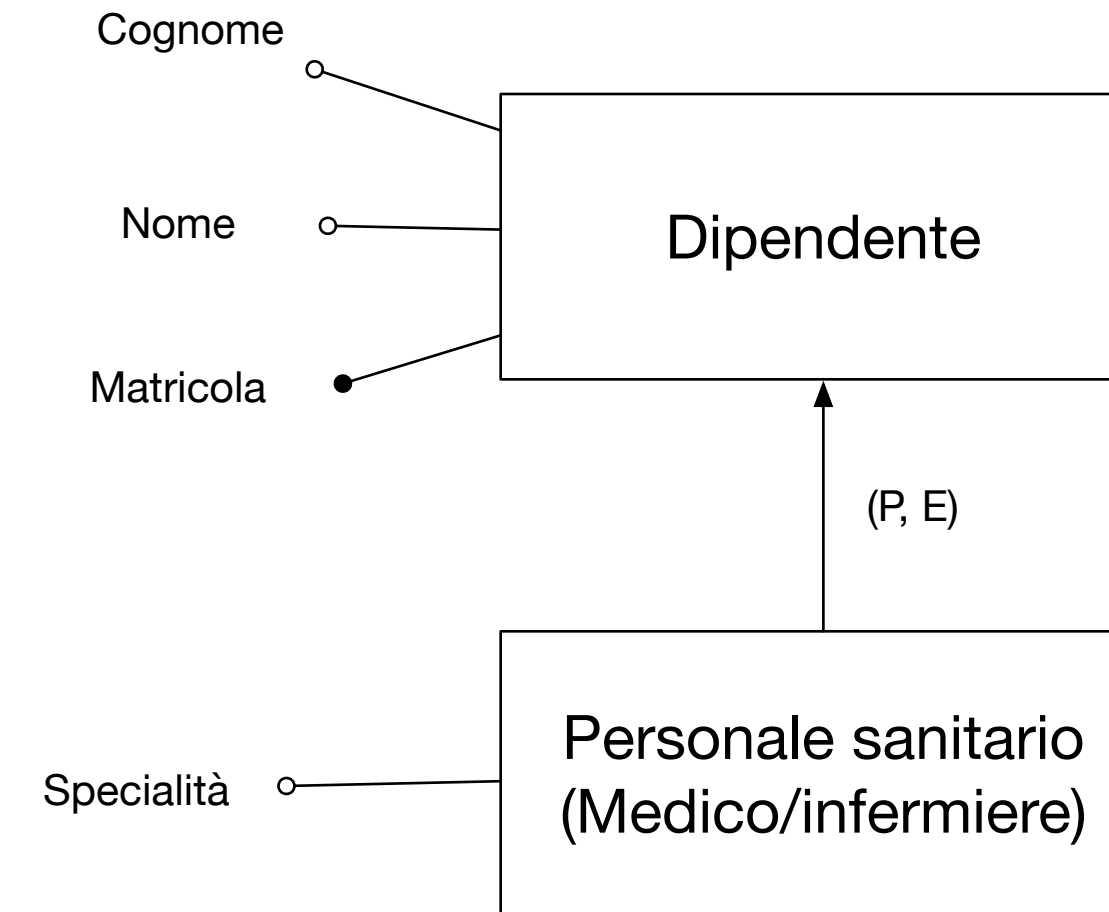 Cognome
Nome
Dipendente
Matricola
(P, E)
Personale sanitario
(Medico/infermiere)
Specialità